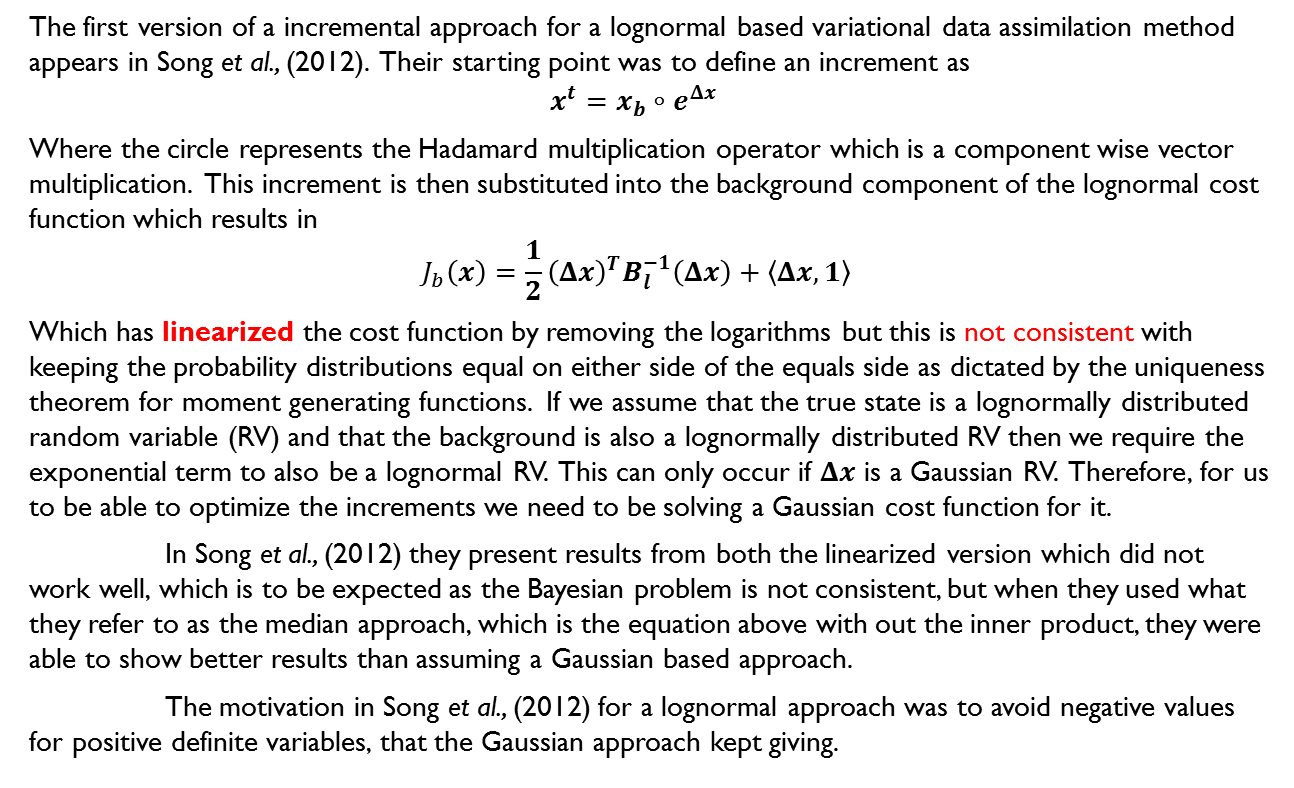 The first version of a incremental approach for a lognormal based variational data assimilation method
appears in Song et al., (2012). Their starting point was to define an increment as
xᵗ = x_b ∘ e^Δx
Where the circle represents the Hadamard multiplication operator which is a component wise vector
multiplication. This increment is then substituted into the background component of the lognormal cost
function which results in
J_b(x) = 1/2 (Δx)ᵀ B_l⁻¹ (Δx) + ⟨Δx, 1⟩
Which has linearized the cost function by removing the logarithms but this is not consistent with
keeping the probability distributions equal on either side of the equals side as dictated by the uniqueness
theorem for moment generating functions. If we assume that the true state is a lognormally distributed
random variable (RV) and that the background is also a lognormally distributed RV then we require the
exponential term to also be a lognormal RV. This can only occur if Δx is a Gaussian RV. Therefore, for us
to be able to optimize the increments we need to be solving a Gaussian cost function for it.
In Song et al., (2012) they present results from both the linearized version which did not
work well, which is to be expected as the Bayesian problem is not consistent, but when they used what
they refer to as the median approach, which is the equation above with out the inner product, they were
able to show better results than assuming a Gaussian based approach.
The motivation in Song et al., (2012) for a lognormal approach was to avoid negative values
for positive definite variables, that the Gaussian approach kept giving.